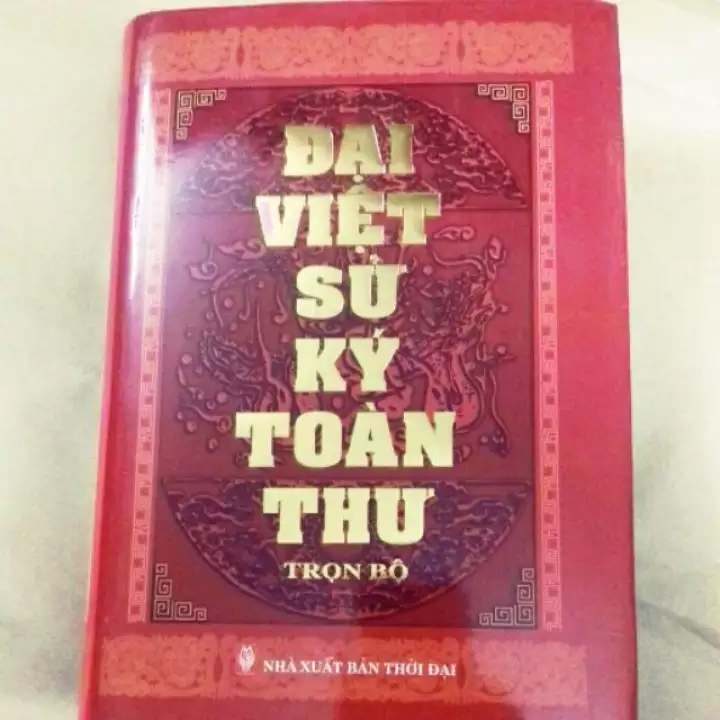 ĐẠI
VIỆT
SỬ
KÝ
TOÀN
THƯ
TRỌN BỘ
NHÀ XUẤT BẢN THỜI ĐẠI